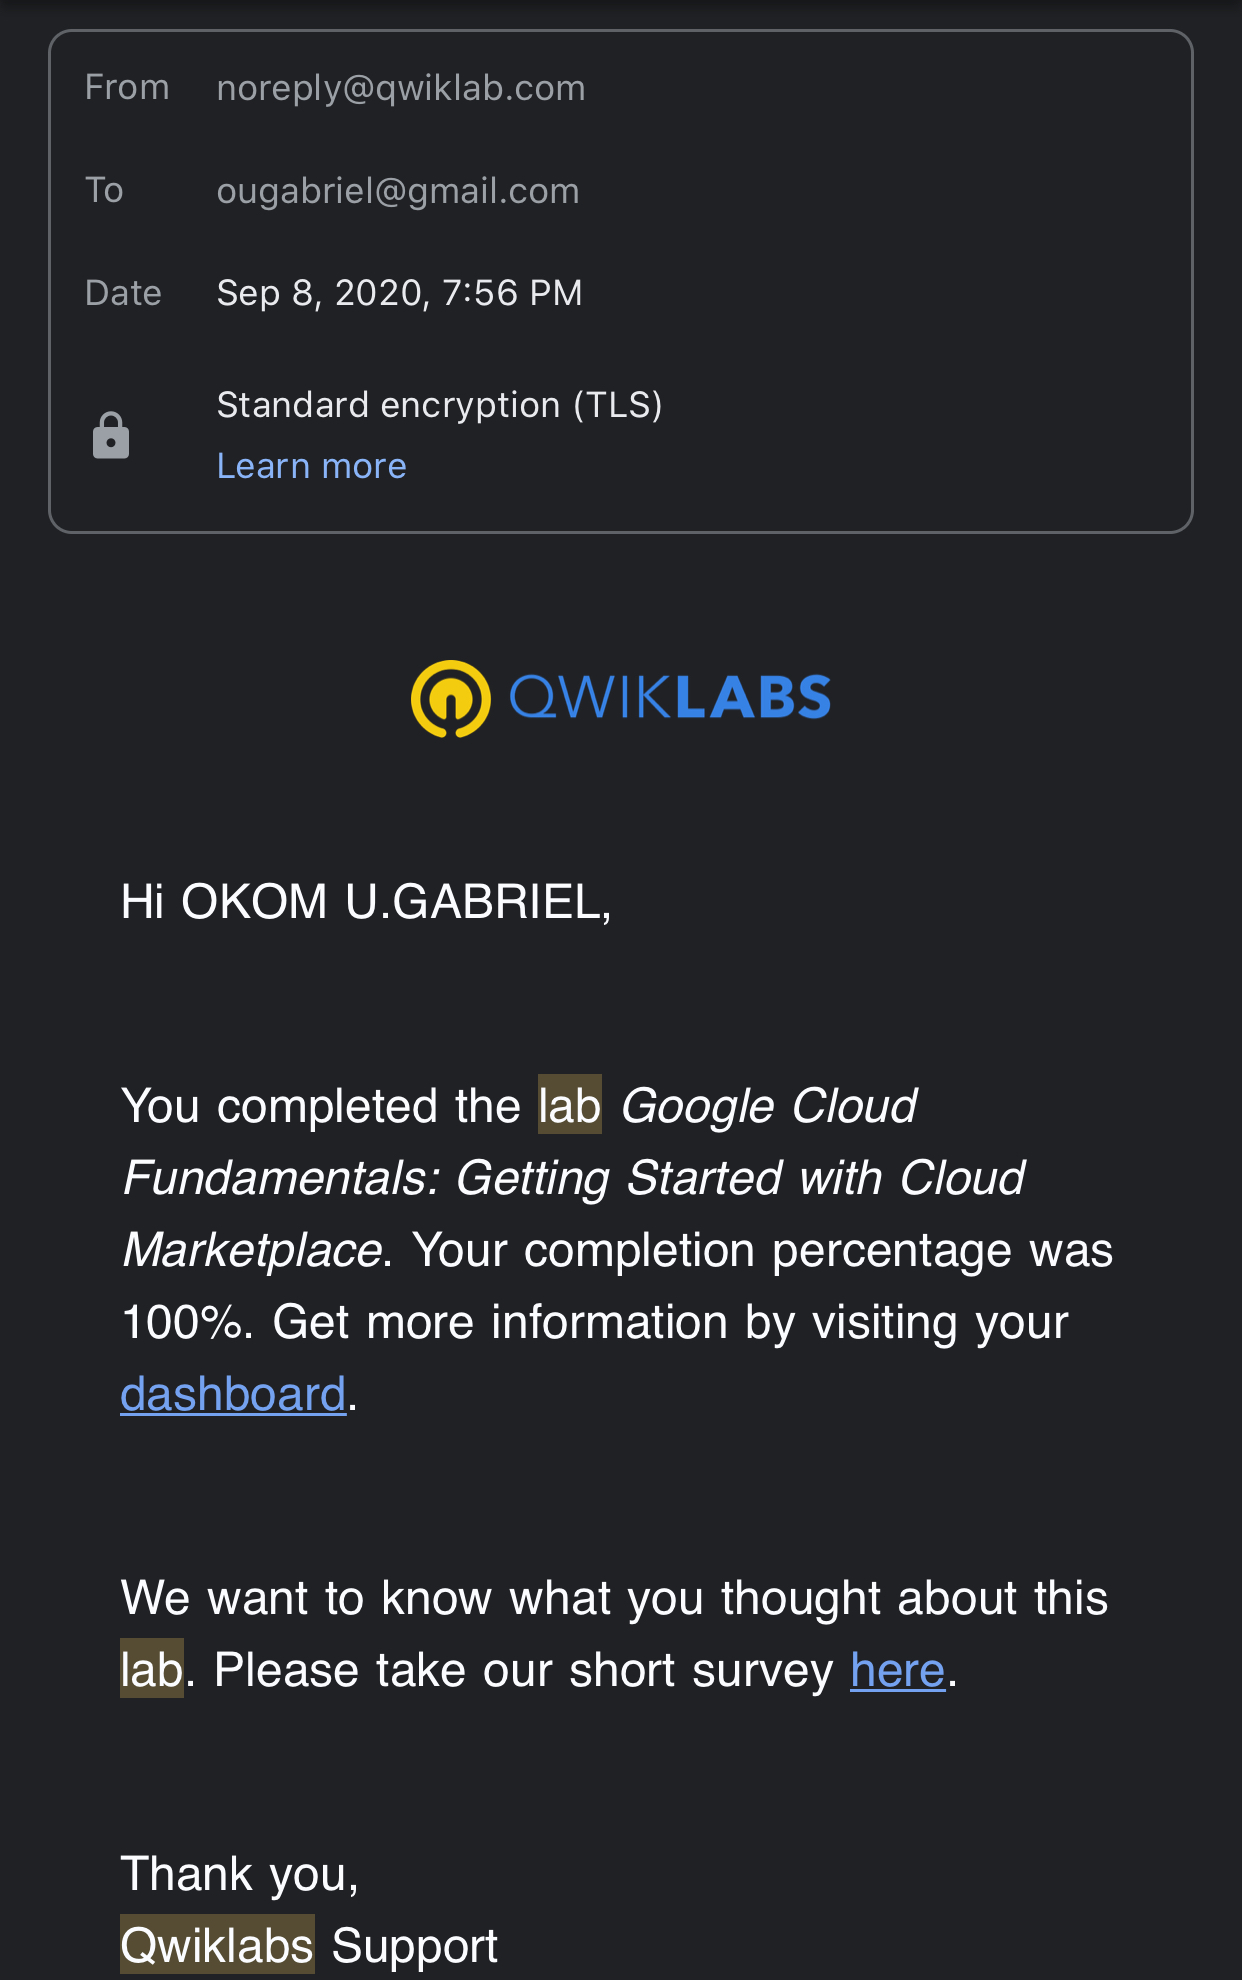 From noreply@qwiklab.com
To ougabriel@gmail.com
Date Sep 8, 2020, 7:56 PM
Standard encryption (TLS)
Learn more
QWIKLABS
Hi OKOM U.GABRIEL,
You completed the lab Google Cloud
Fundamentals: Getting Started with Cloud
Marketplace. Your completion percentage was
100%. Get more information by visiting your
dashboard.
We want to know what you thought about this
lab. Please take our short survey here.
Thank you,
Qwiklabs Support